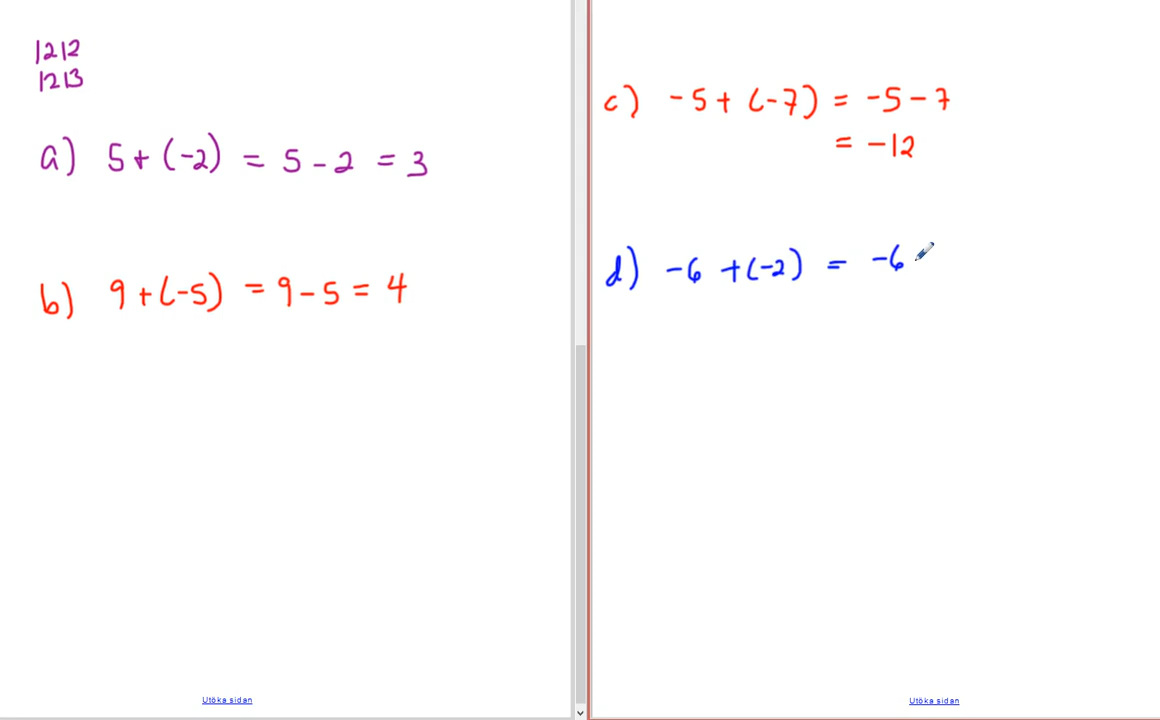 1212
1213
a) 5 + (-2) = 5 - 2 = 3
b) 9 + (-5) = 9 - 5 = 4
Utöka sidan
c) -5 + (-7) = -5 - 7
= -12
d) -6 + (-2) = -6
Utöka sidan